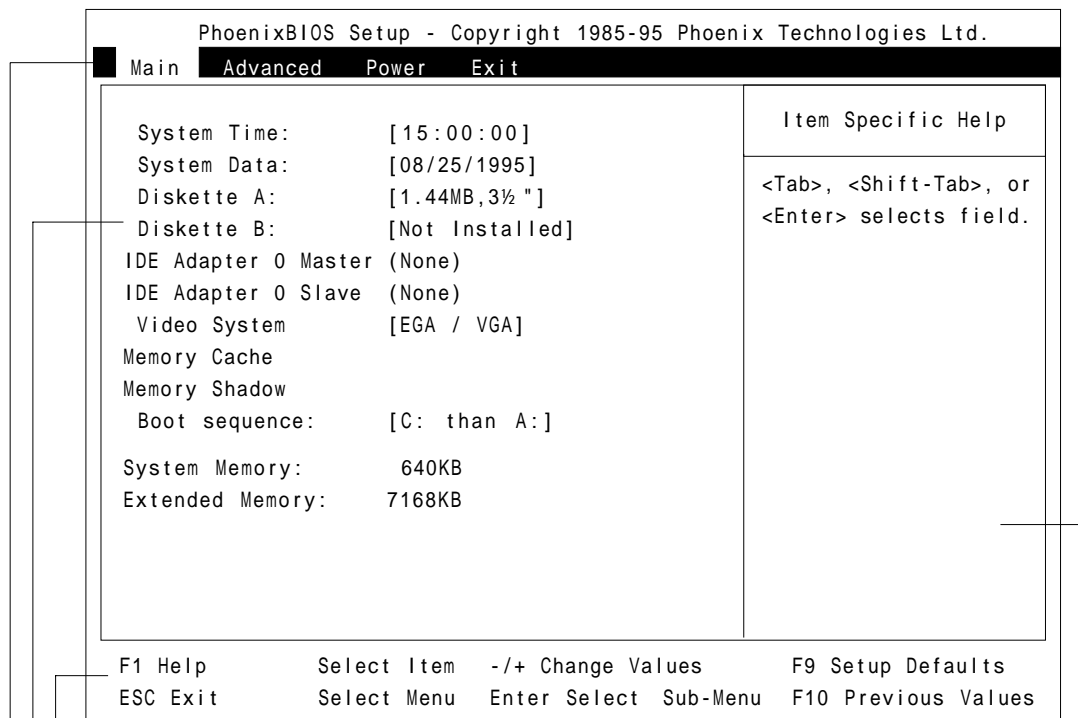 PhoenixBIOS Setup - Copyright 1985-95 Phoenix Technologies Ltd.
Main Advanced Power Exit
System Time: [15:00:00]
System Data: [08/25/1995]
Diskette A: [1.44MB,3½ "]
Diskette B: [Not Installed]
IDE Adapter 0 Master (None)
IDE Adapter 0 Slave (None)
Video System [EGA / VGA]
Memory Cache
Memory Shadow
Boot sequence: [C: than A:]
System Memory: 640KB
Extended Memory: 7168KB
Item Specific Help
<Tab>, <Shift-Tab>, or
<Enter> selects field.
F1 Help Select Item -/+ Change Values F9 Setup Defaults
ESC Exit Select Menu Enter Select Sub-Menu F10 Previous Values